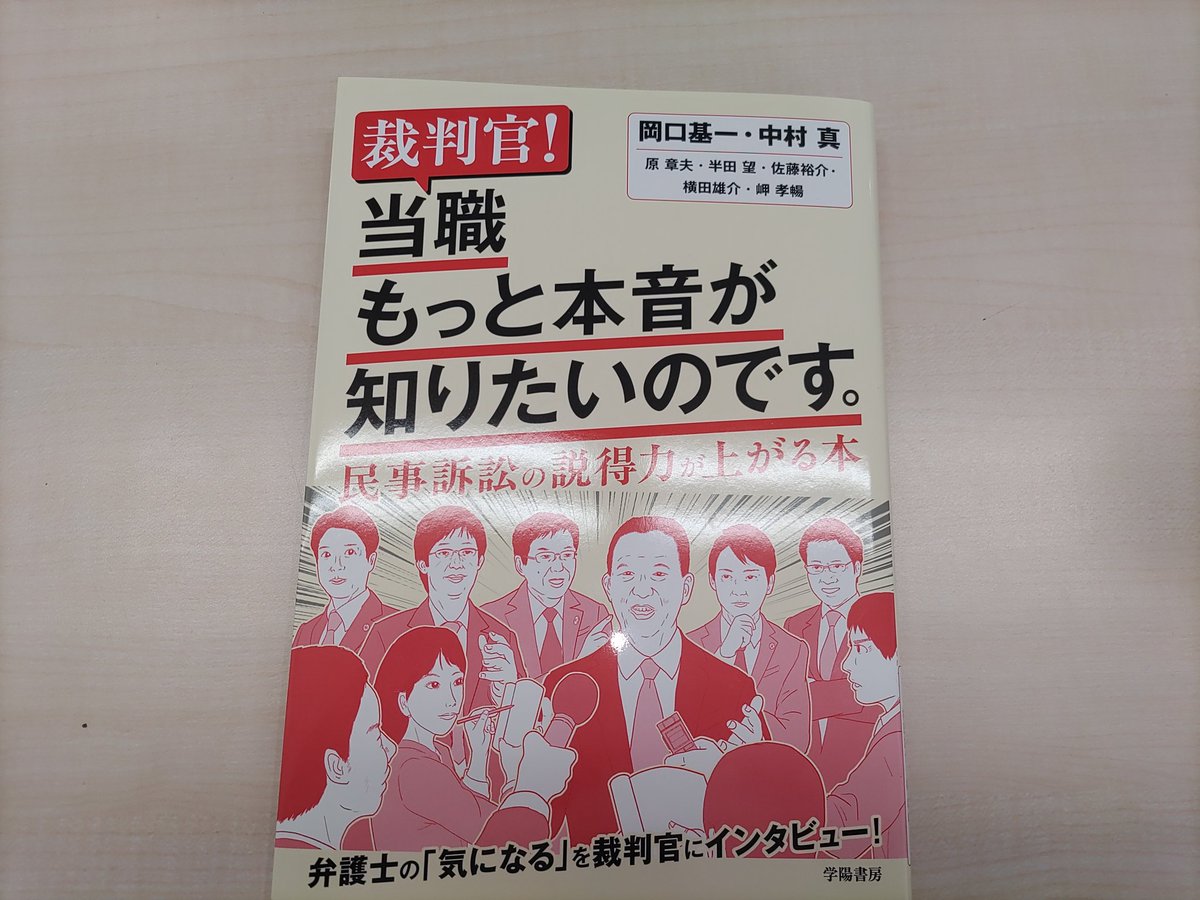 裁判官!
当職
もっと本音が
知りたいのです。
民事訴訟の説得力が上がる本
岡口基一・中村 真
原 章夫・半田 望・佐藤裕介・
横田雄介・岬 孝暢
弁護士の「気になる」を裁判官にインタビュー!
学陽書房